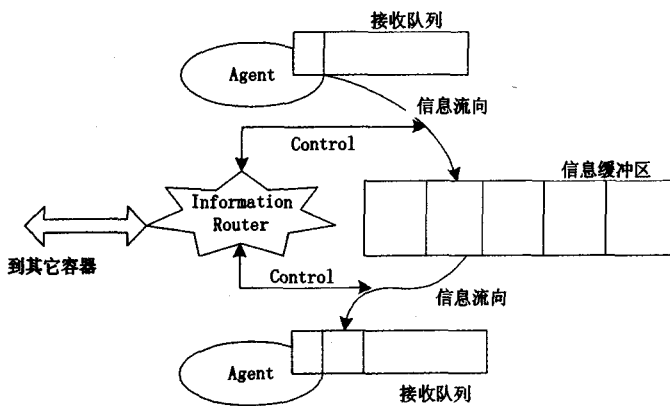 接收队列
Agent
信息流向
Control
信息缓冲区
Information
Router
到其它容器
Control
信息流向
Agent
接收队列